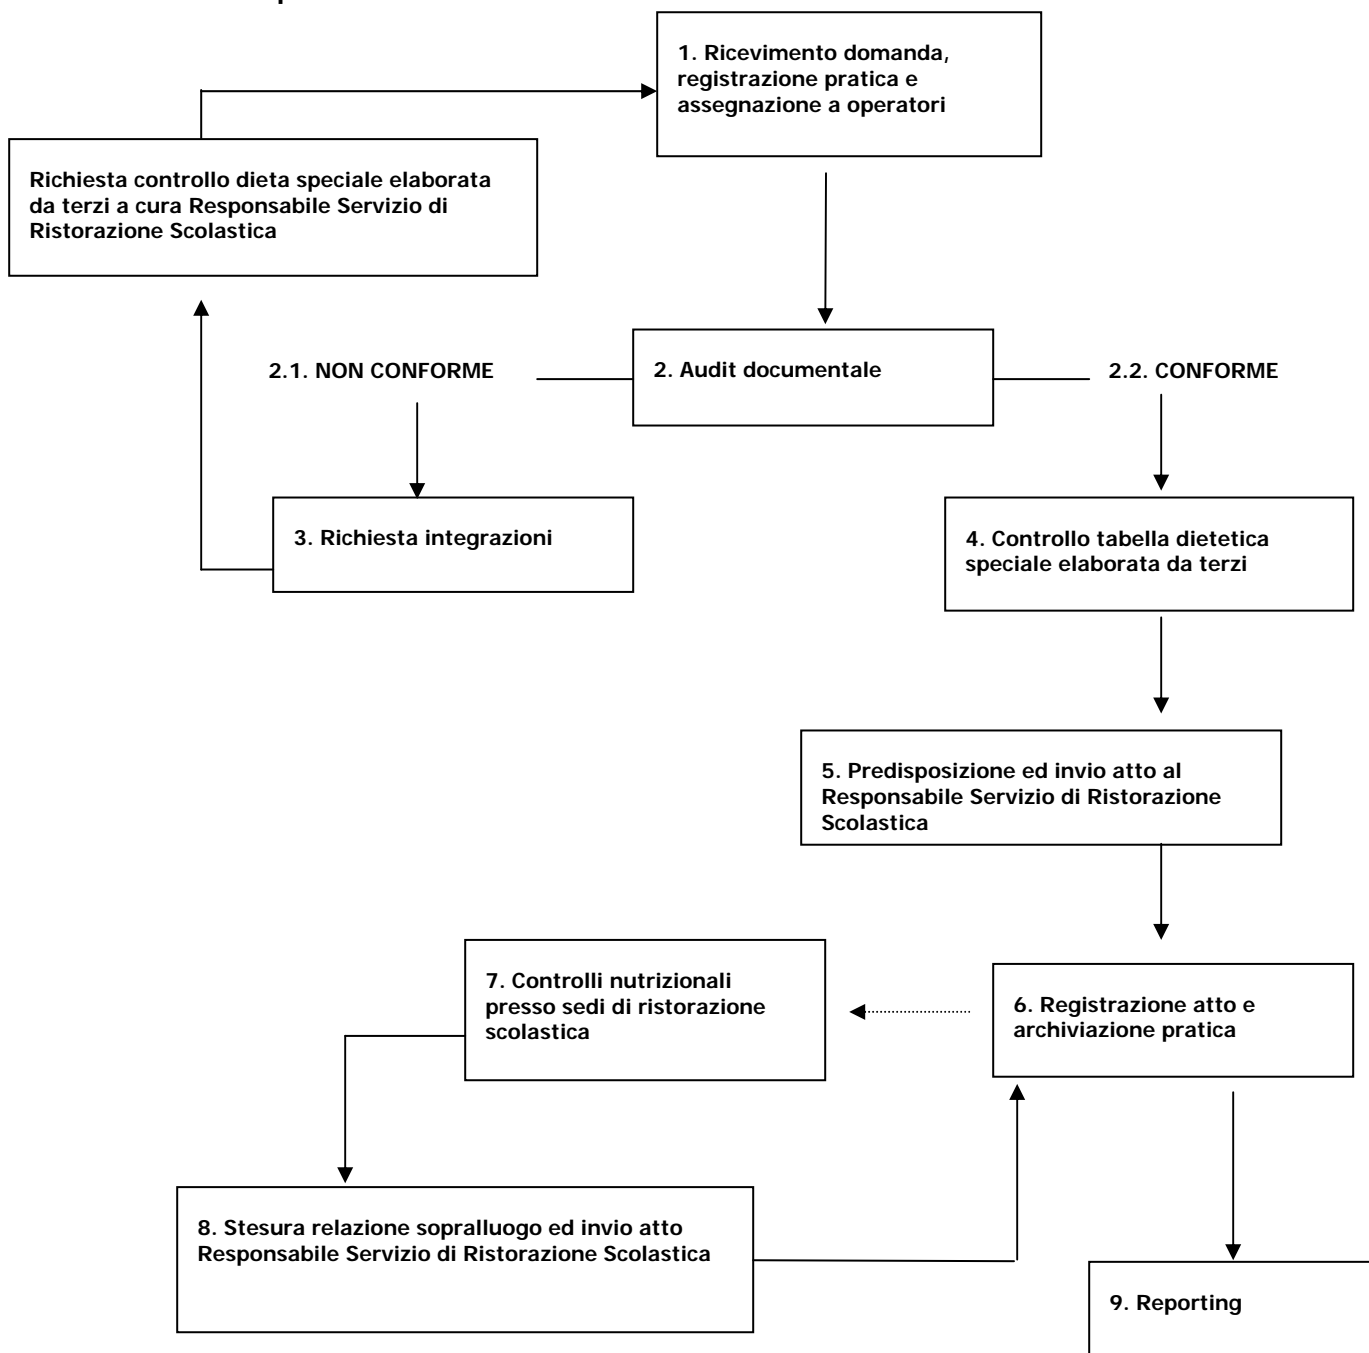 1. Ricevimento domanda,
registrazione pratica e
assegnazione a operatori
Richiesta controllo dieta speciale elaborata
da terzi a cura Responsabile Servizio di
Ristorazione Scolastica
2.1. NON CONFORME
2. Audit documentale
2.2. CONFORME
3. Richiesta integrazioni
4. Controllo tabella dietetica
speciale elaborata da terzi
5. Predisposizione ed invio atto al
Responsabile Servizio di Ristorazione
Scolastica
7. Controlli nutrizionali
presso sedi di ristorazione
scolastica
6. Registrazione atto e
archiviazione pratica
8. Stesura relazione sopralluogo ed invio atto
Responsabile Servizio di Ristorazione Scolastica
9. Reporting